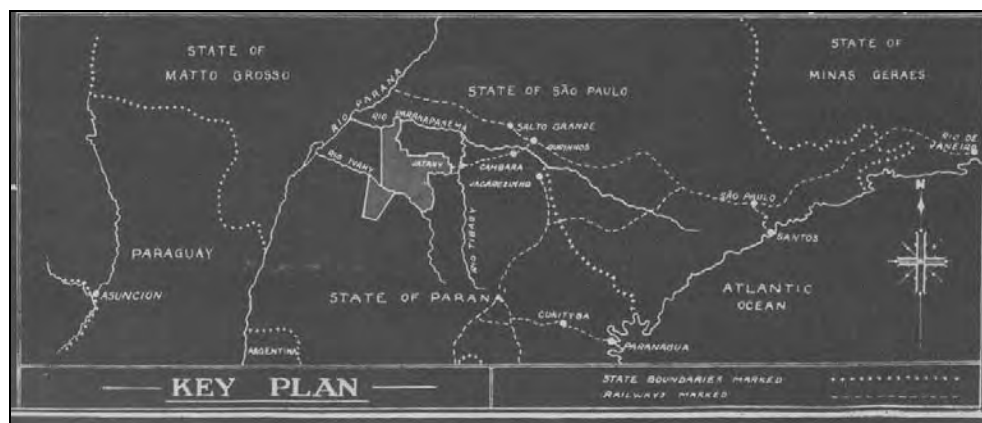 STATE OF
MATTO GROSSO
STATE OF
MINAS GERAES
STATE OF SÃO PAULO
RIO PARANA
RIO PARANAPANEMA
SALTO GRANDE
OURINHOS
RIO DE
JANEIRO
RIO IVAHY
JATAHY
CAMBARA
JACAREZINHO
N
SÃO PAULO
SANTOS
RIO TIBAGY
PARAGUAY
ASUNCION
STATE OF PARANA
ATLANTIC
OCEAN
CURITYBA
PARANAGUA
ARGENTINA
KEY PLAN
STATE BOUNDARIES MARKED
RAILWAYS MARKED